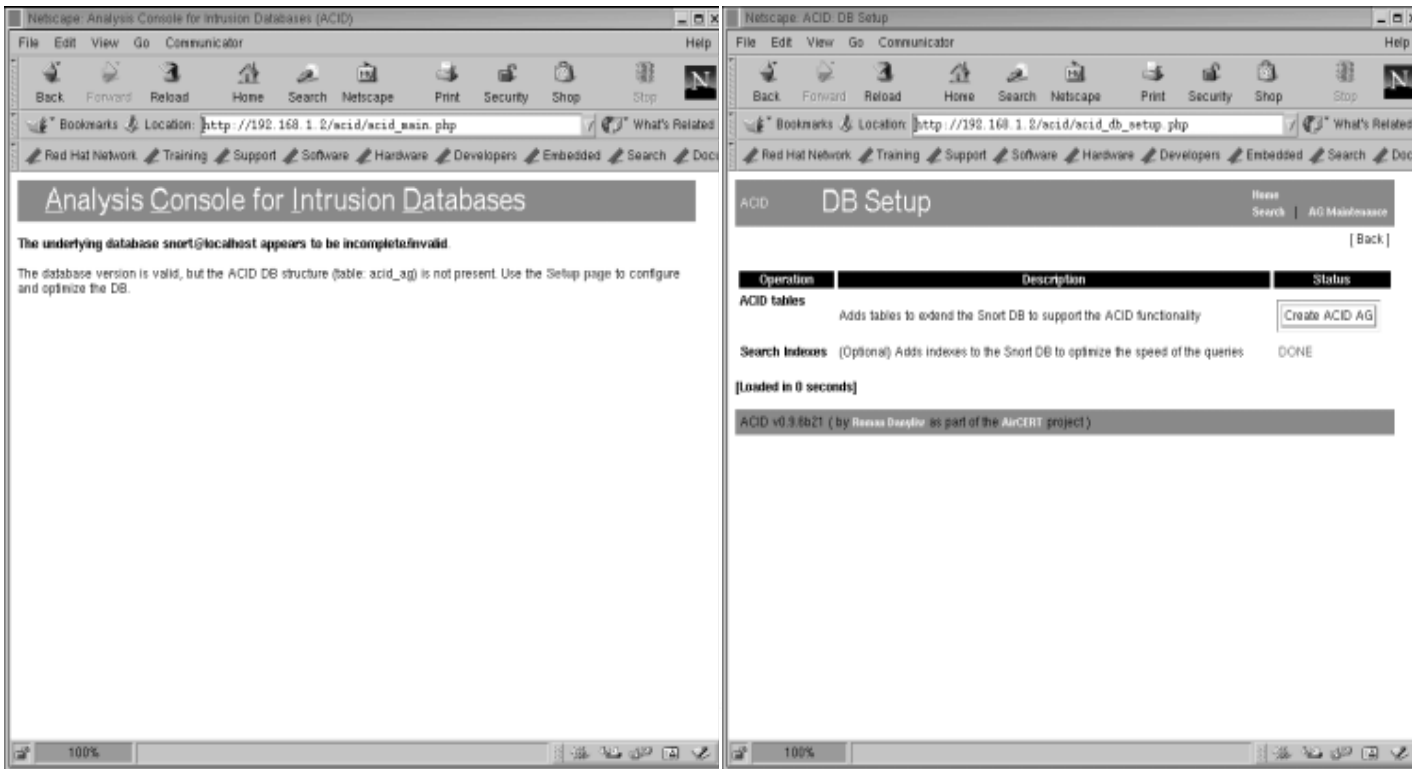 Netscape: Analysis Console for Intrusion Databases (ACID)
File Edit View Go Communicator Help
Back Forward Reload Home Search Netscape Print Security Shop Stop
N
Bookmarks Location: http://192.168.1.2/acid/acid_main.php What's Related
Red Hat Network Training Support Software Hardware Developers Embedded Search
Analysis Console for Intrusion Databases
The underlying database snort@localhost appears to be incomplete/invalid.
The database version is valid, but the ACID DB structure (table: acid_ag) is not present. Use the Setup page to configure
and optimize the DB.
100%
Netscape: ACID: DB Setup
File Edit View Go Communicator Help
Back Forward Reload Home Search Netscape Print Security Shop Stop
N
Bookmarks Location: http://192.168.1.2/acid/acid_db_setup.php What's Related
Red Hat Network Training Support Software Hardware Developers Embedded Search Doc
ACID DB Setup
Home
Search | AG Maintenance
[ Back ]
Operation Description Status
ACID tables
Adds tables to extend the Snort DB to support the ACID functionality Create ACID AG
Search Indexes (Optional) Adds indexes to the Snort DB to optimize the speed of the queries DONE
[Loaded in 0 seconds]
ACID v0.9.6b21 ( by Roman Danyliw as part of the AirCERT project )
100%